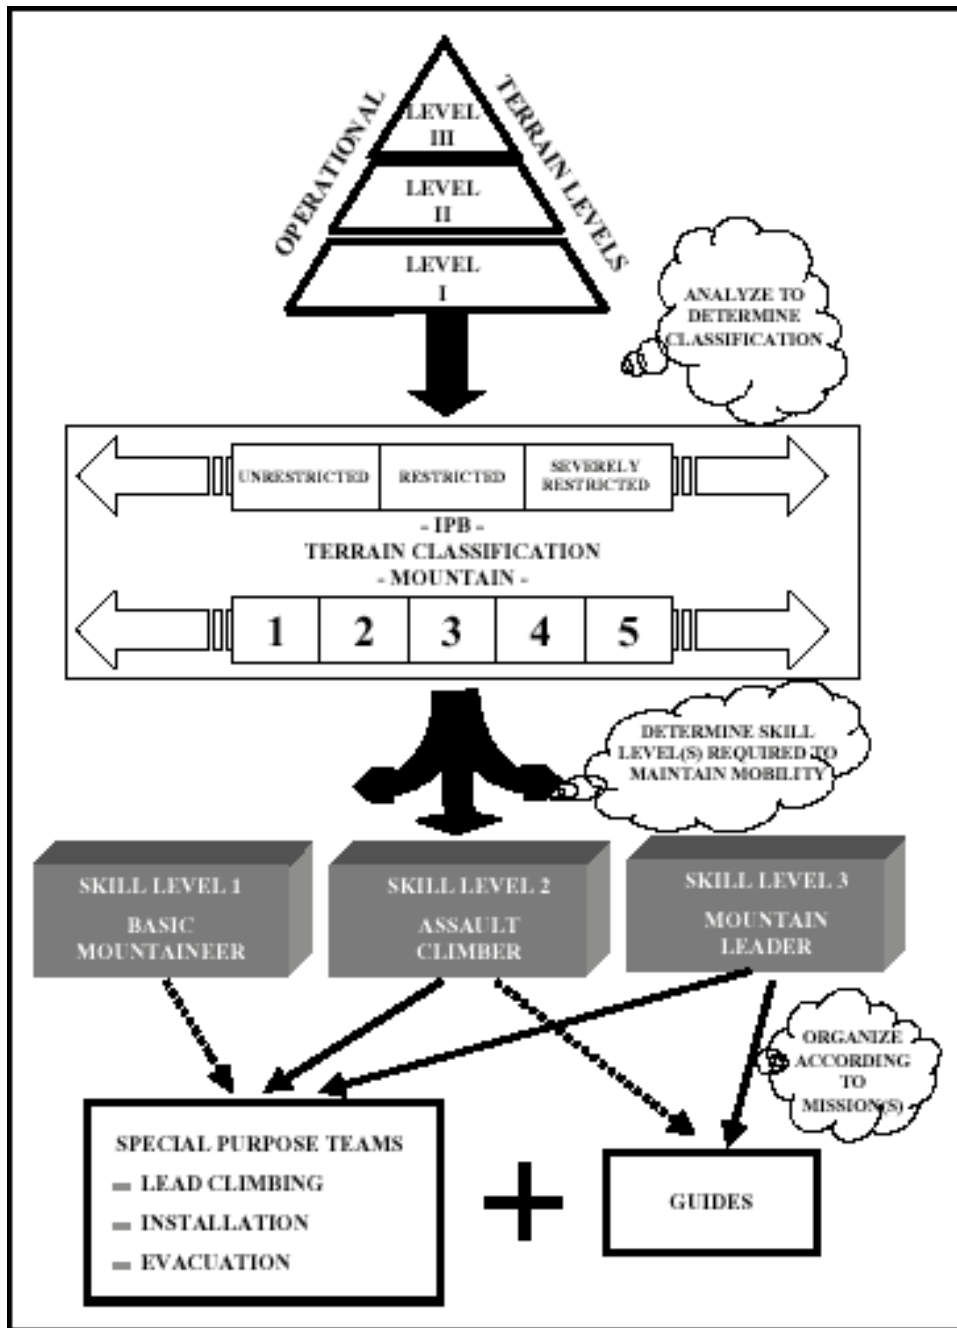 OPERATIONAL
TERRAIN LEVELS
LEVEL
III
LEVEL
II
LEVEL
I
ANALYZE TO
DETERMINE
CLASSIFICATION
UNRESTRICTED
RESTRICTED
SEVERELY
RESTRICTED
- IPB -
TERRAIN CLASSIFICATION
- MOUNTAIN -
1 2 3 4 5
DETERMINE SKILL
LEVEL(S) REQUIRED TO
MAINTAIN MOBILITY
SKILL LEVEL 1
BASIC
MOUNTAINEER
SKILL LEVEL 2
ASSAULT
CLIMBER
SKILL LEVEL 3
MOUNTAIN
LEADER
ORGANIZE
ACCORDING
TO
MISSION(S)
SPECIAL PURPOSE TEAMS
– LEAD CLIMBING
– INSTALLATION
– EVACUATION
+
GUIDES